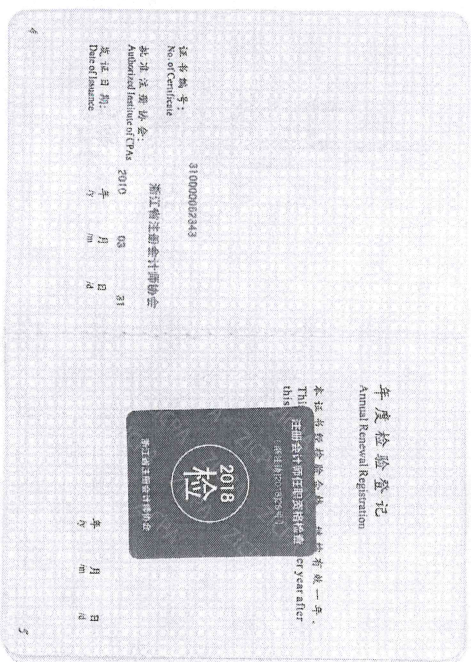 证书编号：
No. of Certificate
310000062343
批准注册协会：
Authorized Institute of CPAs
浙江省注册会计师协会
发证日期：
Date of Issuance
2010 年 03 月 31 日
/y /m /d
4
年度检验登记
Annual Renewal Registration
本证书经检验合格，继续有效一年。
Thi er year after
this
注册会计师任职资格检查
2018
检
浙江省注册会计师协会
年 月 日
/y /m /d
5